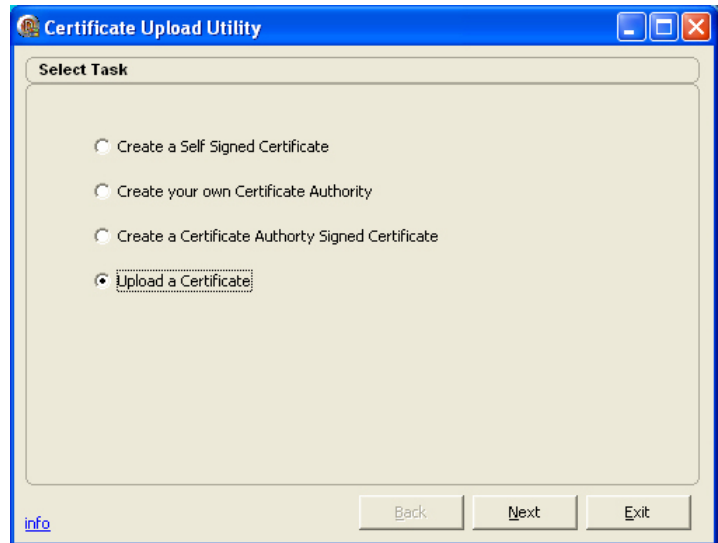 Certificate Upload Utility
Select Task
Create a Self Signed Certificate
Create your own Certificate Authority
Create a Certificate Authorty Signed Certificate
Upload a Certificate
info
Back Next Exit